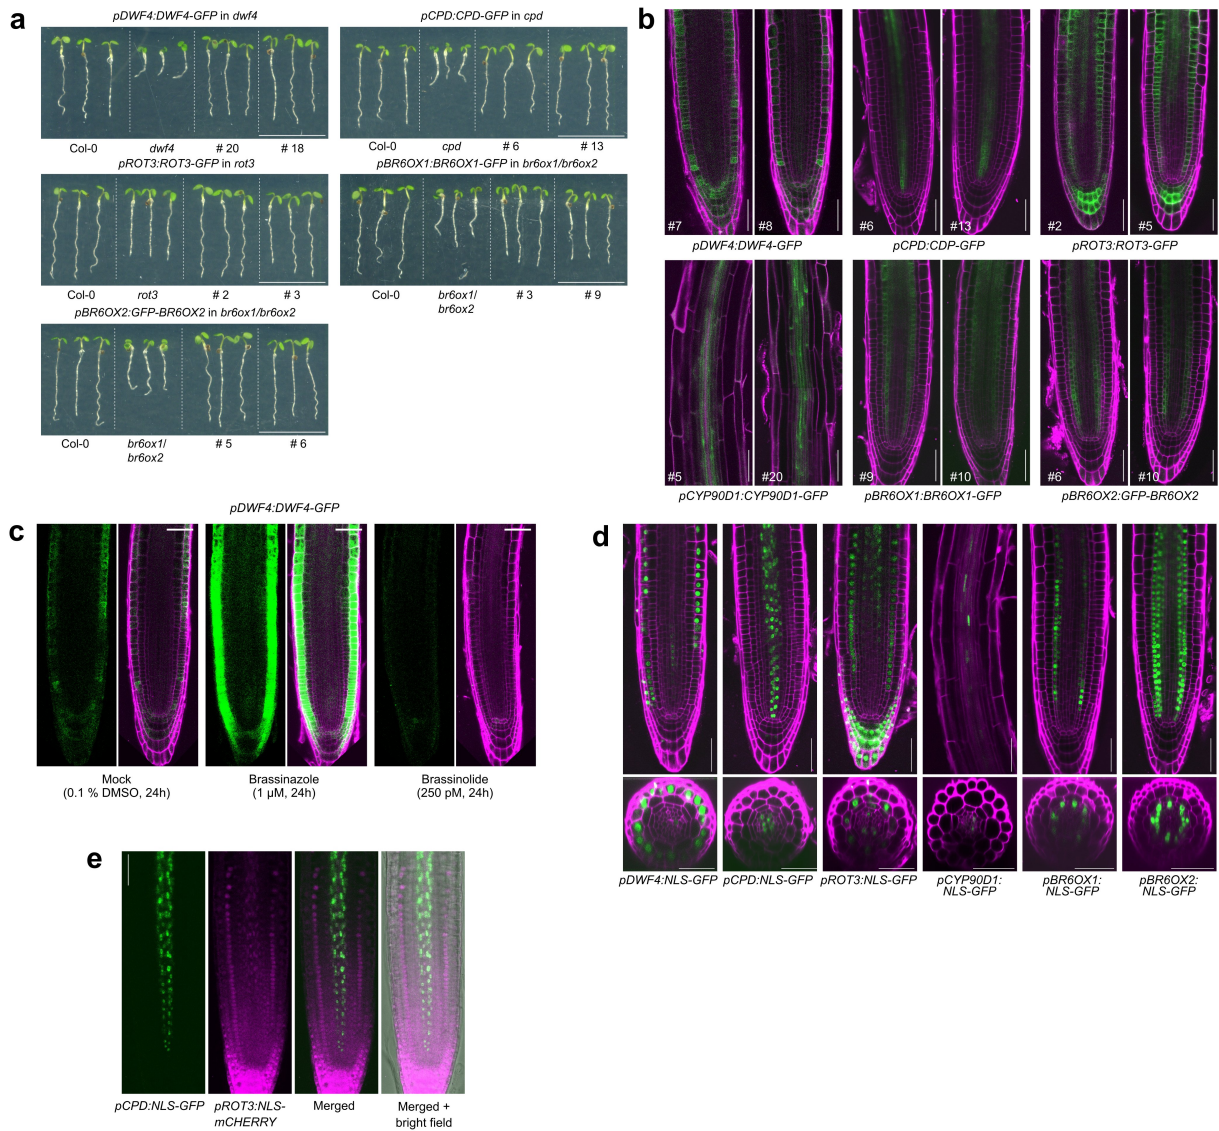 a
pDWF4:DWF4-GFP in dwf4
pCPD:CPD-GFP in cpd
Col-0 dwf4 # 20 # 18
Col-0 cpd # 6 # 13
pROT3:ROT3-GFP in rot3
pBR6OX1:BR6OX1-GFP in br6ox1/br6ox2
Col-0 rot3 # 2 # 3
Col-0 br6ox1/ # 3 # 9
br6ox2
pBR6OX2:GFP-BR6OX2 in br6ox1/br6ox2
Col-0 br6ox1/ # 5 # 6
br6ox2
b
#7 #8 #6 #13 #2 #5
pDWF4:DWF4-GFP pCPD:CDP-GFP pROT3:ROT3-GFP
#5 #20 #9 #10 #6 #10
pCYP90D1:CYP90D1-GFP pBR6OX1:BR6OX1-GFP pBR6OX2:GFP-BR6OX2
c
pDWF4:DWF4-GFP
Mock Brassinazole Brassinolide
(0.1 % DMSO, 24h) (1 µM, 24h) (250 pM, 24h)
d
pDWF4:NLS-GFP pCPD:NLS-GFP pROT3:NLS-GFP pCYP90D1: pBR6OX1: pBR6OX2:
NLS-GFP NLS-GFP NLS-GFP
e
pCPD:NLS-GFP pROT3:NLS- Merged Merged +
mCHERRY bright field